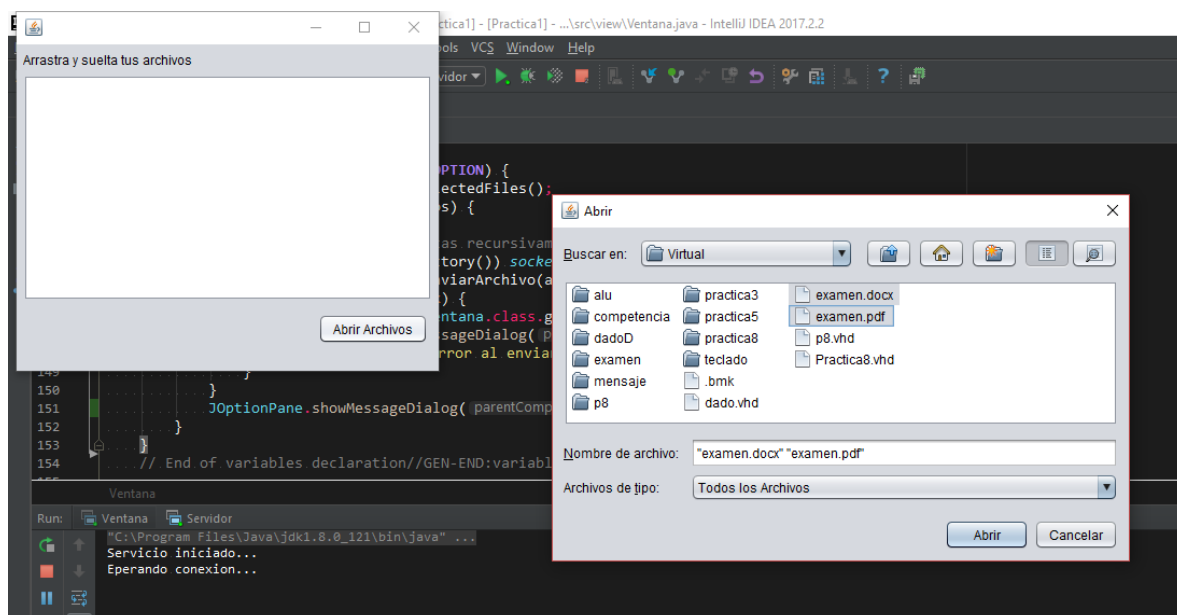 ctica1] - [Practica1] - ...\src\view\Ventana.java - IntelliJ IDEA 2017.2.2
ols VCS Window Help
vidor
Arrastra y suelta tus archivos
Abrir Archivos
OPTION) {
ectedFiles();
s) {
as recursivam
tory()) socke
viarArchivo(a
) {
entana.class.g
sageDialog( p
rror al envia
149 }
150 }
151 JOptionPane.showMessageDialog( parentComp
152 }
153 }
154 // End of variables declaration//GEN-END:variabl
Ventana
Run: Ventana Servidor
"C:\Program Files\Java\jdk1.8.0_121\bin\java" ...
Servicio iniciado...
Eperando conexion...
Abrir
Buscar en: Virtual
alu practica3 examen.docx
competencia practica5 examen.pdf
dadoD practica8 p8.vhd
examen teclado Practica8.vhd
mensaje .bmk
p8 dado.vhd
Nombre de archivo: "examen.docx" "examen.pdf"
Archivos de tipo: Todos los Archivos
Abrir Cancelar